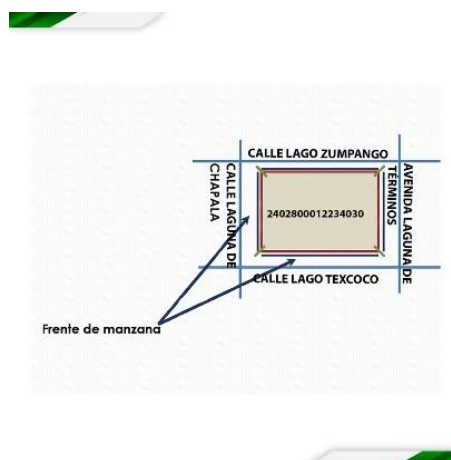 CALLE LAGO ZUMPANGO
CALLE LAGUNA DE
CHAPALA
2402800012234030
AVENIDA LAGUNA DE
TÉRMINOS
CALLE LAGO TEXCOCO
Frente de manzana